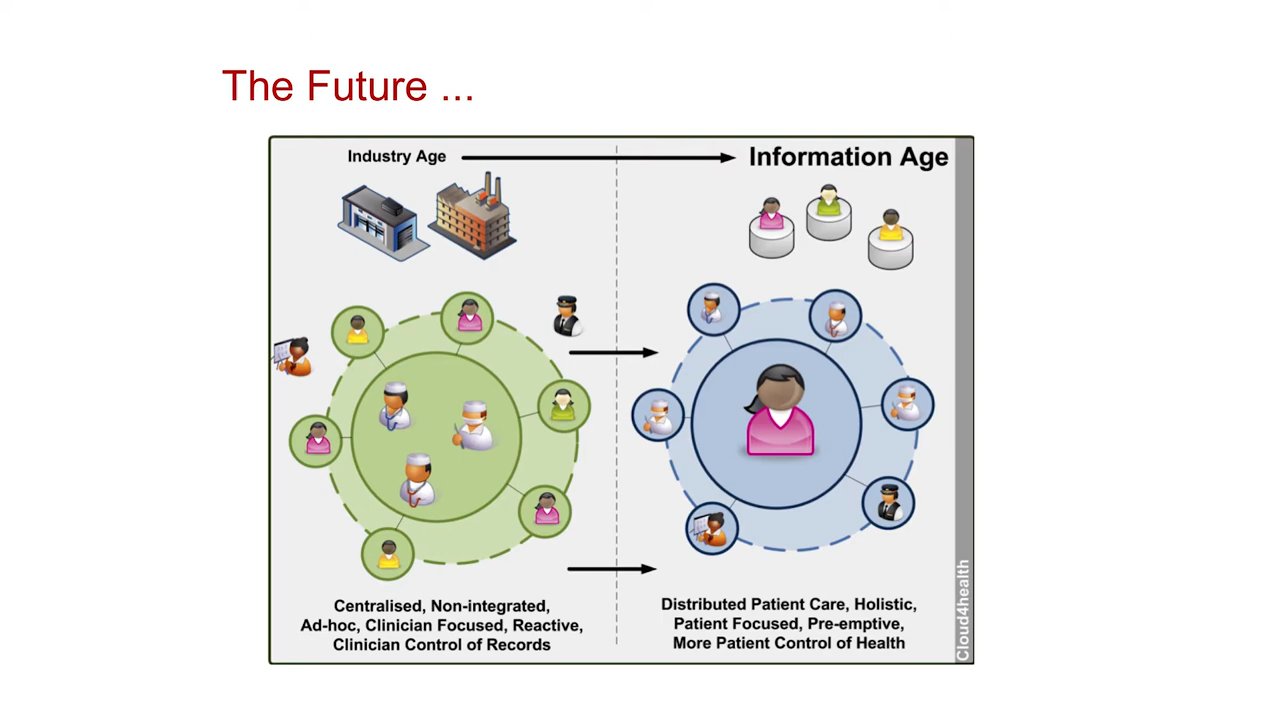 The Future ...
Industry Age
Information Age
Centralised, Non-integrated,
Ad-hoc, Clinician Focused, Reactive,
Clinician Control of Records
Distributed Patient Care, Holistic,
Patient Focused, Pre-emptive,
More Patient Control of Health
Cloud4health